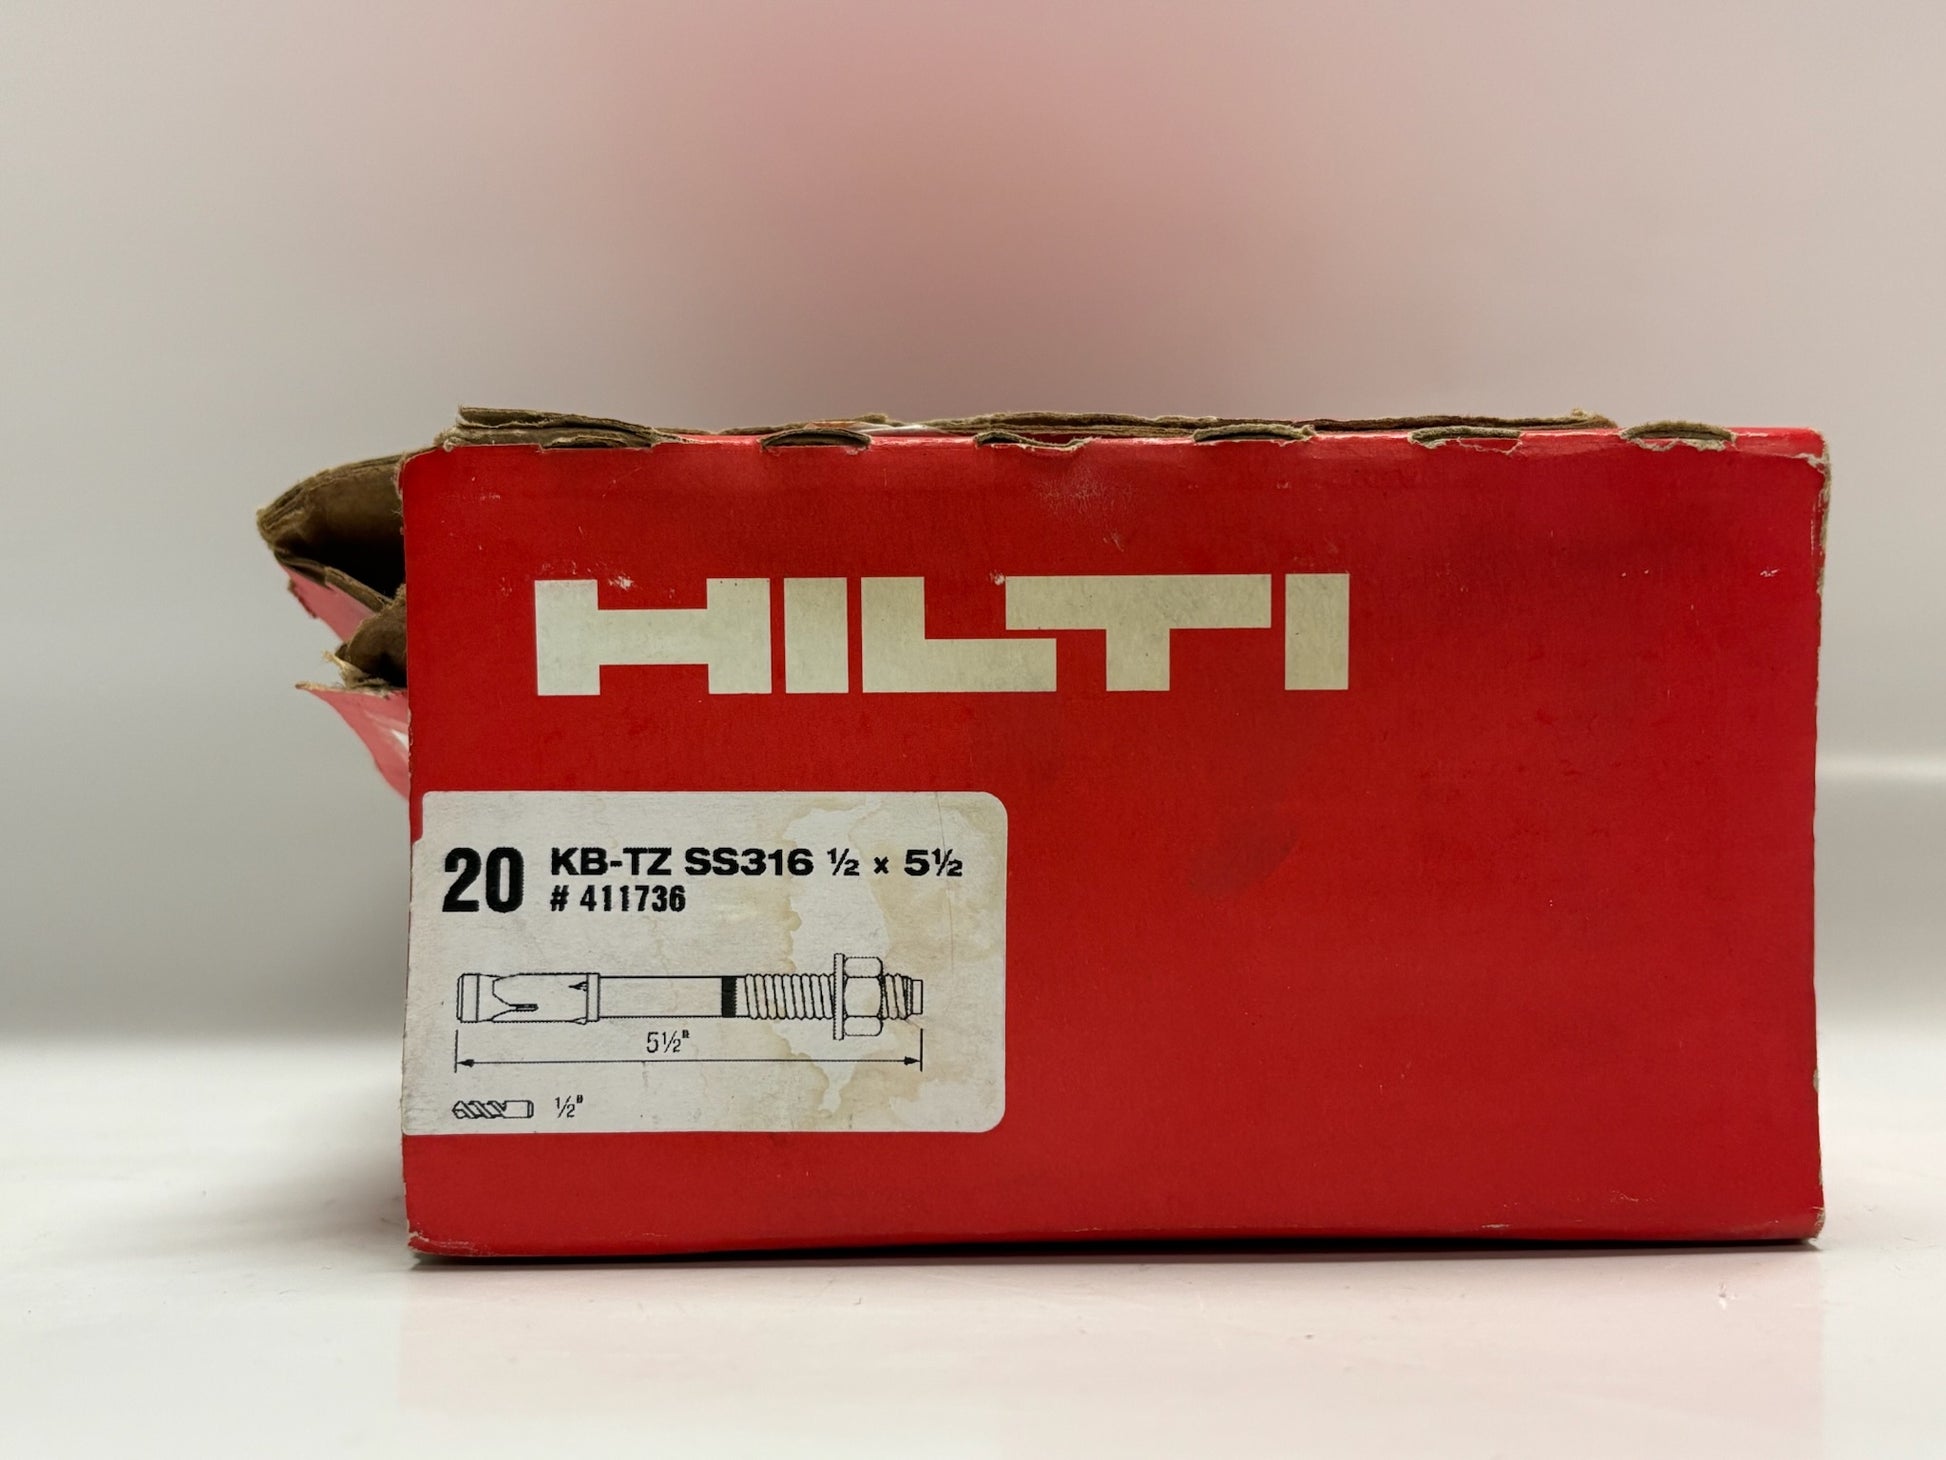 HILTI
20 KB-TZ SS316 ½ x 5½
# 411736
5½"
½"